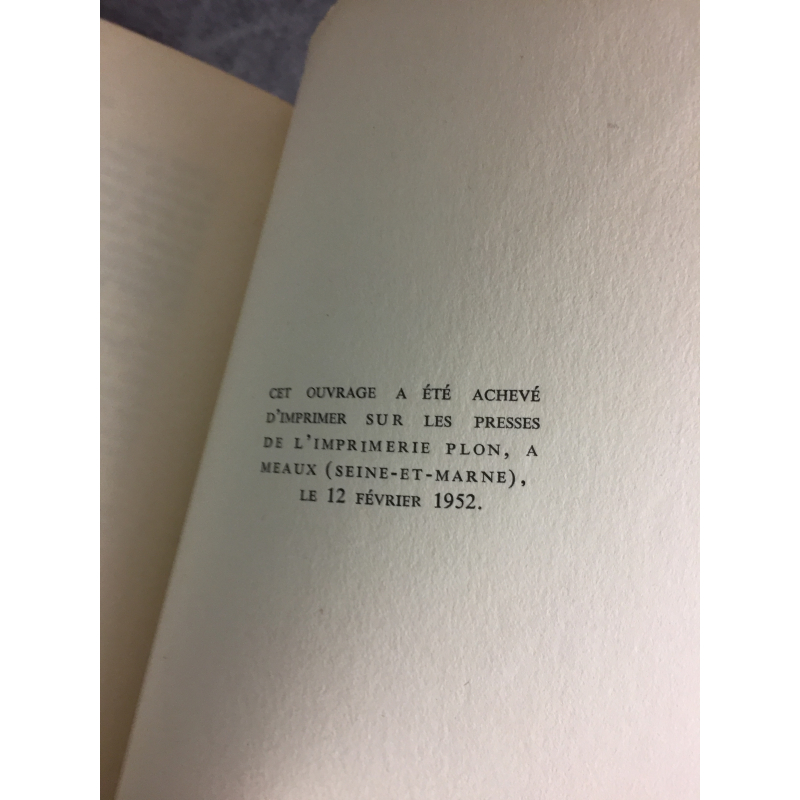 CET OUVRAGE A ÉTÉ ACHEVÉ
D'IMPRIMER SUR LES PRESSES
DE L'IMPRIMERIE PLON, A
MEAUX (SEINE-ET-MARNE),
LE 12 FÉVRIER 1952.